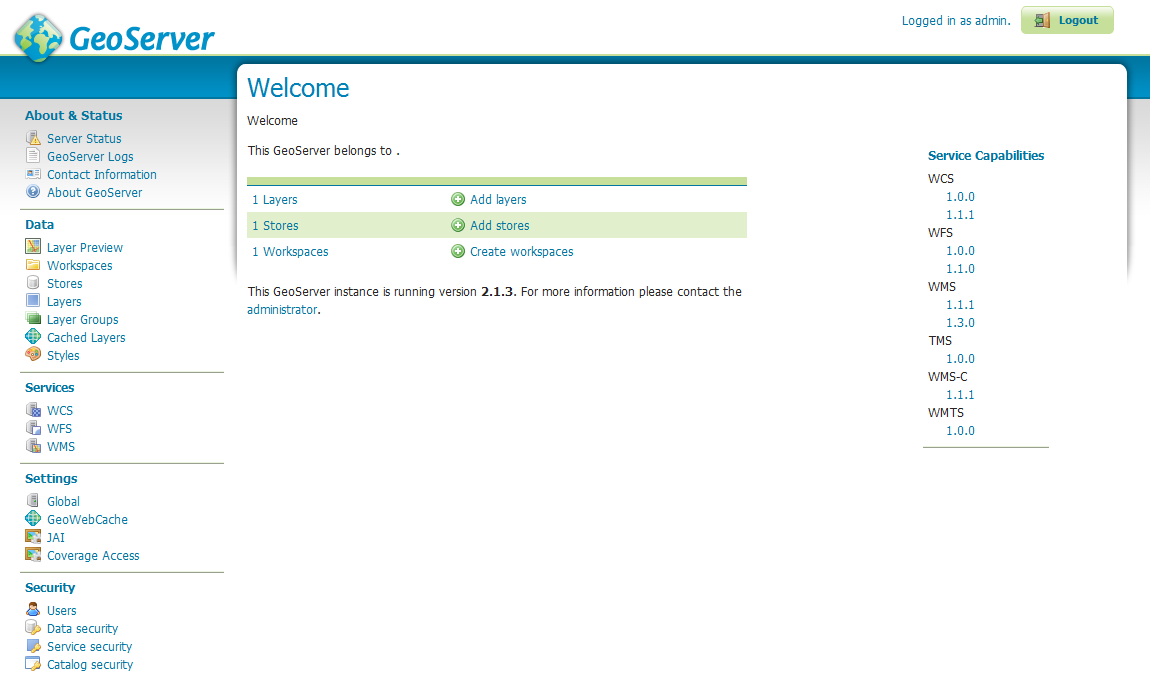 GeoServer
Logged in as admin.
Logout
About & Status
Server Status
GeoServer Logs
Contact Information
About GeoServer
Data
Layer Preview
Workspaces
Stores
Layers
Layer Groups
Cached Layers
Styles
Services
WCS
WFS
WMS
Settings
Global
GeoWebCache
JAI
Coverage Access
Security
Users
Data security
Service security
Catalog security
Welcome
Welcome
This GeoServer belongs to .
1 Layers Add layers
1 Stores Add stores
1 Workspaces Create workspaces
This GeoServer instance is running version 2.1.3. For more information please contact the
administrator.
Service Capabilities
WCS
1.0.0
1.1.1
WFS
1.0.0
1.1.0
WMS
1.1.1
1.3.0
TMS
1.0.0
WMS-C
1.1.1
WMTS
1.0.0